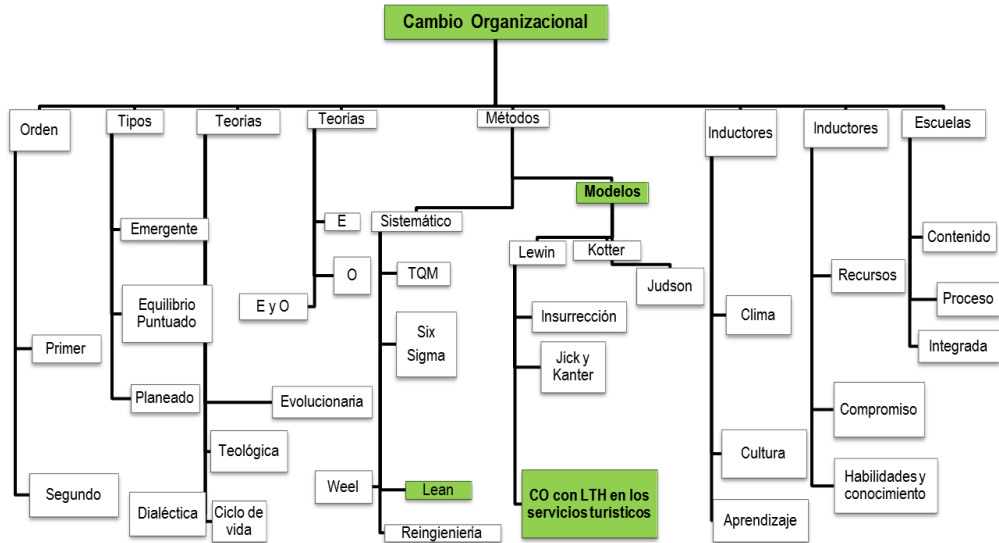 Cambio Organizacional
Orden
Tipos
Teorías
Teorías
Métodos
Inductores
Inductores
Escuelas
Modelos
Emergente
E
Sistemático
Contenido
Lewin
Kotter
O
TQM
Recursos
Judson
Equilibrio
Puntuado
E y O
Proceso
Insurrección
Clima
Six
Sigma
Primer
Integrada
Jick y
Kanter
Planeado
Evolucionaria
Compromiso
Teológica
Cultura
Segundo
Weel
Lean
CO con LTH en los
servicios turísticos
Habilidades y
conocimiento
Dialéctica
Ciclo de
vida
Reingieniería
Aprendizaje